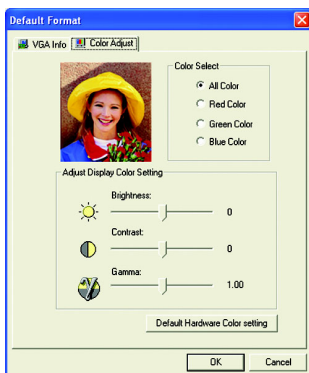 Default Format
VGA Info
Color Adjust
Color Select
All Color
Red Color
Green Color
Blue Color
Adjust Display Color Setting
Brightness:
0
Contrast:
0
Gamma:
1.00
Default Hardware Color setting
OK
Cancel